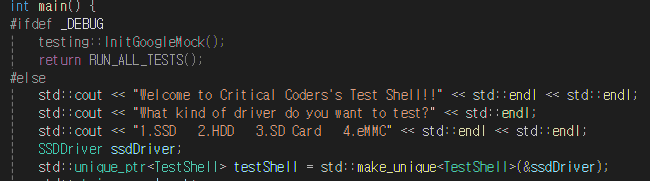 int main() {
#ifdef _DEBUG
testing::InitGoogleMock();
return RUN_ALL_TESTS();
#else
std::cout << "Welcome to Critical Coders's Test Shell!!" << std::endl << std::endl;
std::cout << "What kind of driver do you want to test?" << std::endl;
std::cout << "1.SSD   2.HDD   3.SD Card   4.eMMC" << std::endl << std::endl;
SSDDriver ssdDriver;
std::unique_ptr<TestShell> testShell = std::make_unique<TestShell>(&ssdDriver);